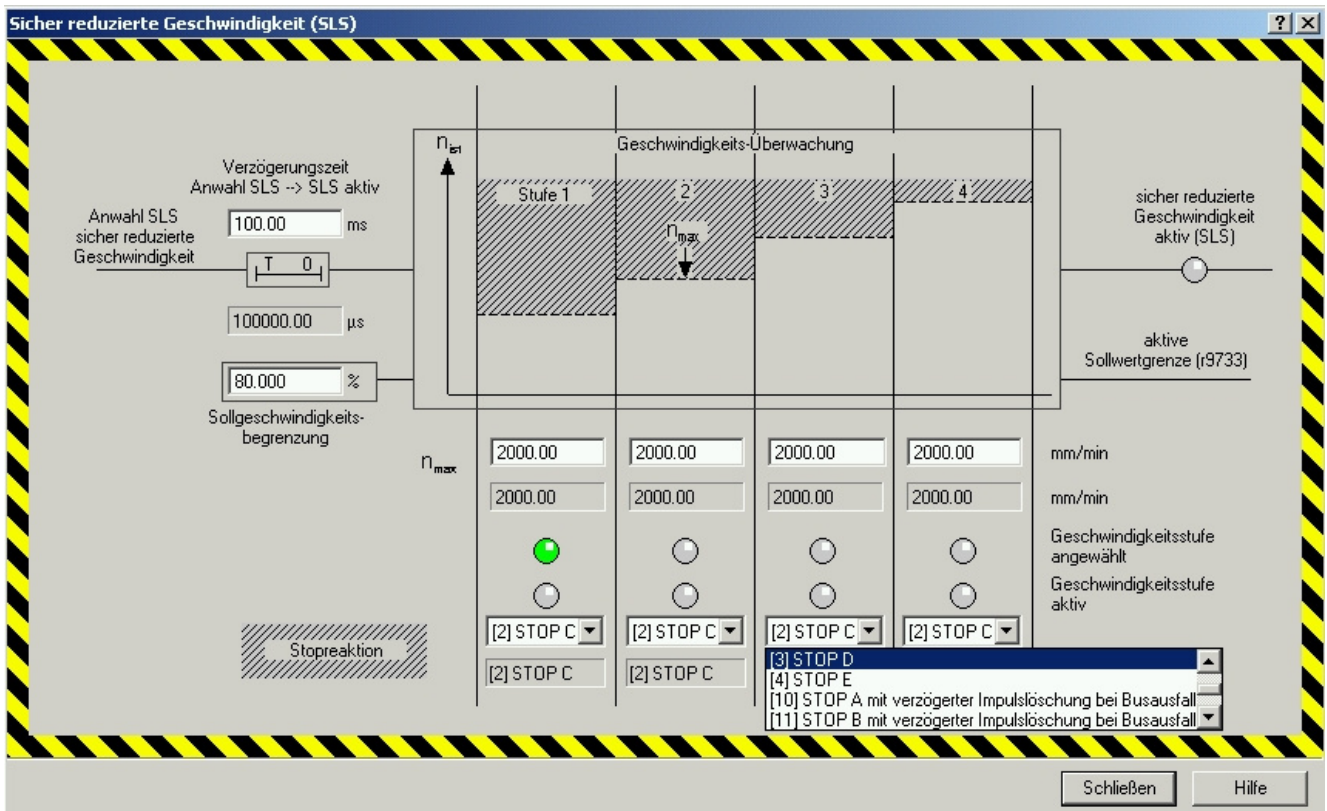 Sicher reduzierte Geschwindigkeit (SLS)
? X
Geschwindigkeits-Überwachung
n ist
Verzögerungszeit
Anwahl SLS --> SLS aktiv
100.00 ms
Anwahl SLS
sicher reduzierte
Geschwindigkeit
T 0
100000.00 µs
80.000 %
Sollgeschwindigkeits-
begrenzung
Stufe 1 2 3 4
n max
sicher reduzierte
Geschwindigkeit
aktiv (SLS)
aktive
Sollwertgrenze (r9733)
n max 2000.00 2000.00 2000.00 2000.00 mm/min
2000.00 2000.00 2000.00 2000.00 mm/min
Geschwindigkeitsstufe
angewählt
Geschwindigkeitsstufe
aktiv
Stopreaktion
[2] STOP C [2] STOP C [2] STOP C [2] STOP C
[2] STOP C [2] STOP C
[3] STOP D
[4] STOP E
[10] STOP A mit verzögerter Impulslöschung bei Busausfall
[11] STOP B mit verzögerter Impulslöschung bei Busausfall
Schließen Hilfe